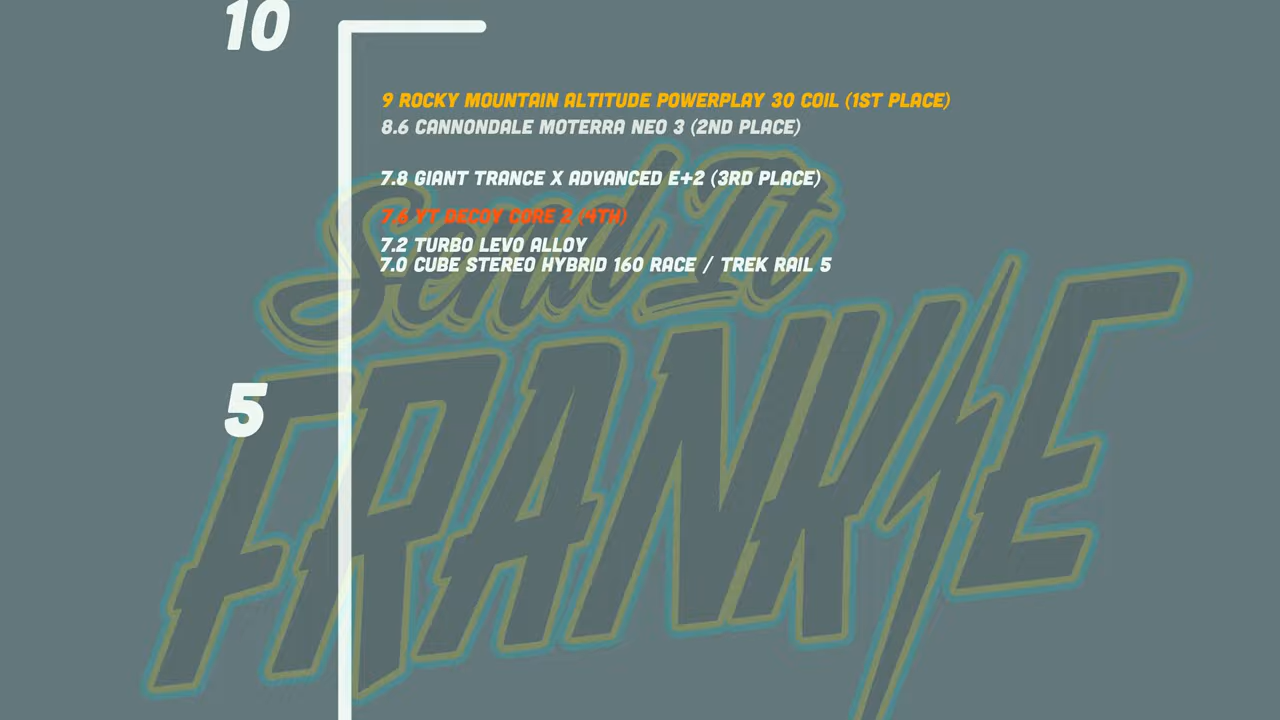 10
9 ROCKY MOUNTAIN ALTITUDE POWERPLAY 30 COIL (1ST PLACE)
8.6 CANNONDALE MOTERRA NEO 3 (2ND PLACE)
7.8 GIANT TRANCE X ADVANCED E+2 (3RD PLACE)
7.6 YT DECOY CORE 2 (4TH)
7.2 TURBO LEVO ALLOY
7.0 CUBE STEREO HYBRID 160 RACE / TREK RAIL 5
Send It
5
FRANKIE